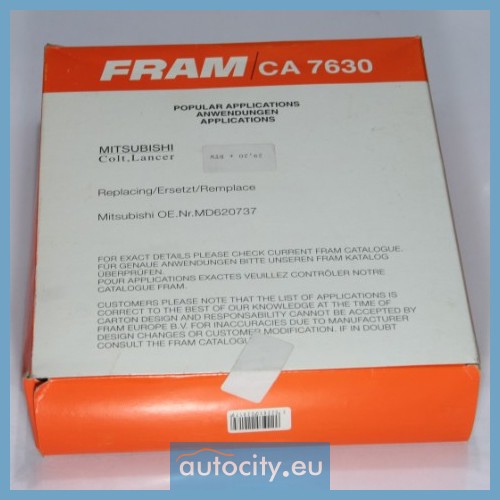 FRAM / CA 7630
POPULAR APPLICATIONS
ANWENDUNGEN
APPLICATIONS
MITSUBISHI
Colt.Lancer
Replacing/Ersetzt/Remplace
Mitsubishi OE.Nr.MD620737
FOR EXACT DETAILS PLEASE CHECK CURRENT FRAM CATALOGUE.
FÜR GENAUE ANWENDUNGEN BITTE UNSEREN FRAM KATALOG
ÜBERPRÜFEN.
POUR APPLICATIONS EXACTES VEUILLEZ CONTRÔLER NOTRE
CATALOGUE FRAM.
CUSTOMERS PLEASE NOTE THAT THE LIST OF APPLICATIONS IS
CORRECT TO THE BEST OF OUR KNOWLEDGE AT THE TIME OF
CARTON DESIGN AND RESPONSABILITY CANNOT BE ACCEPTED BY
FRAM EUROPE B.V. FOR INACCURACIES DUE TO MANUFACTURER
DESIGN CHANGES OR CUSTOMER MODIFICATION. IF IN DOUBT
CONSULT THE FRAM CATALOGUE
autocity.eu